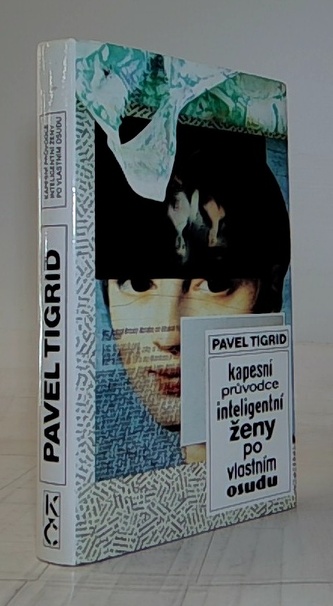 KAPESNÍ PRŮVODCE
INTELIGENTNÍ ŽENY
PO VLASTNÍM OSUDU
PAVEL TIGRID
PAVEL TIGRID
kapesní
průvodce
inteligentní
ženy
po
vlastním
osudu